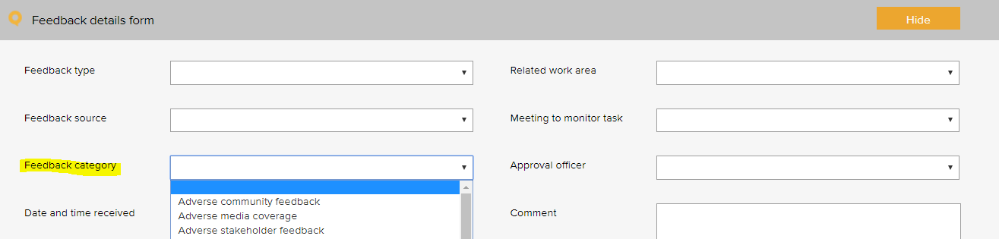 Feedback details form
Hide
Feedback type
Related work area
Feedback source
Meeting to monitor task
Feedback category
Approval officer
Adverse community feedback
Adverse media coverage
Adverse stakeholder feedback
Date and time received
Comment